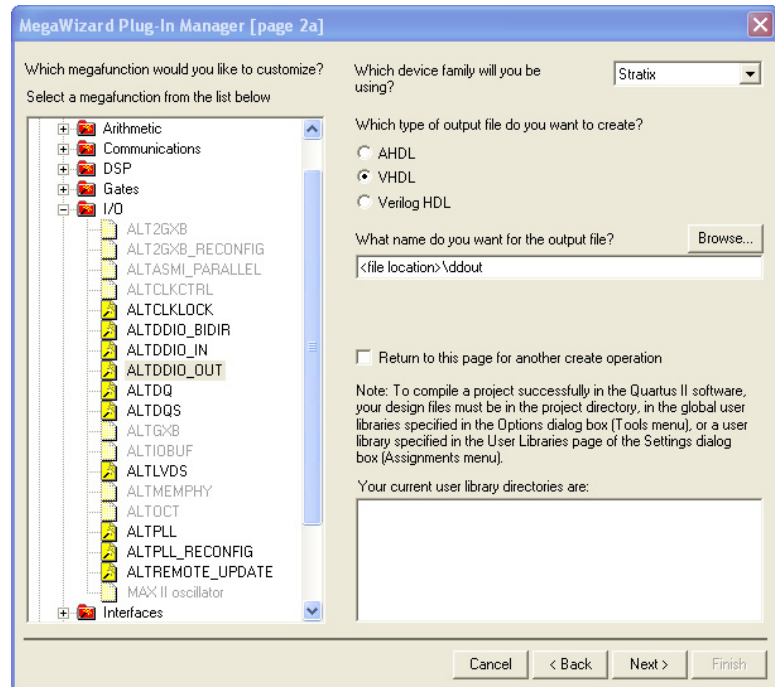 MegaWizard Plug-In Manager [page 2a]
Which megafunction would you like to customize?
Select a megafunction from the list below
Arithmetic
Communications
DSP
Gates
I/O
ALT2GXB
ALT2GXB_RECONFIG
ALTASMI_PARALLEL
ALTCLKCTRL
ALTCLKLOCK
ALTDDIO_BIDIR
ALTDDIO_IN
ALTDDIO_OUT
ALTDQ
ALTDQS
ALTGXB
ALTIOBUF
ALTLVDS
ALTMEMPHY
ALTOCT
ALTPLL
ALTPLL_RECONFIG
ALTREMOTE_UPDATE
MAX II oscillator
Interfaces
Which device family will you be
using?
Stratix
Which type of output file do you want to create?
AHDL
VHDL
Verilog HDL
What name do you want for the output file?
Browse...
<file location>\ddout
Return to this page for another create operation
Note: To compile a project successfully in the Quartus II software,
your design files must be in the project directory, in the global user
libraries specified in the Options dialog box (Tools menu), or a user
library specified in the User Libraries page of the Settings dialog
box (Assignments menu).
Your current user library directories are:
Cancel
< Back
Next >
Finish